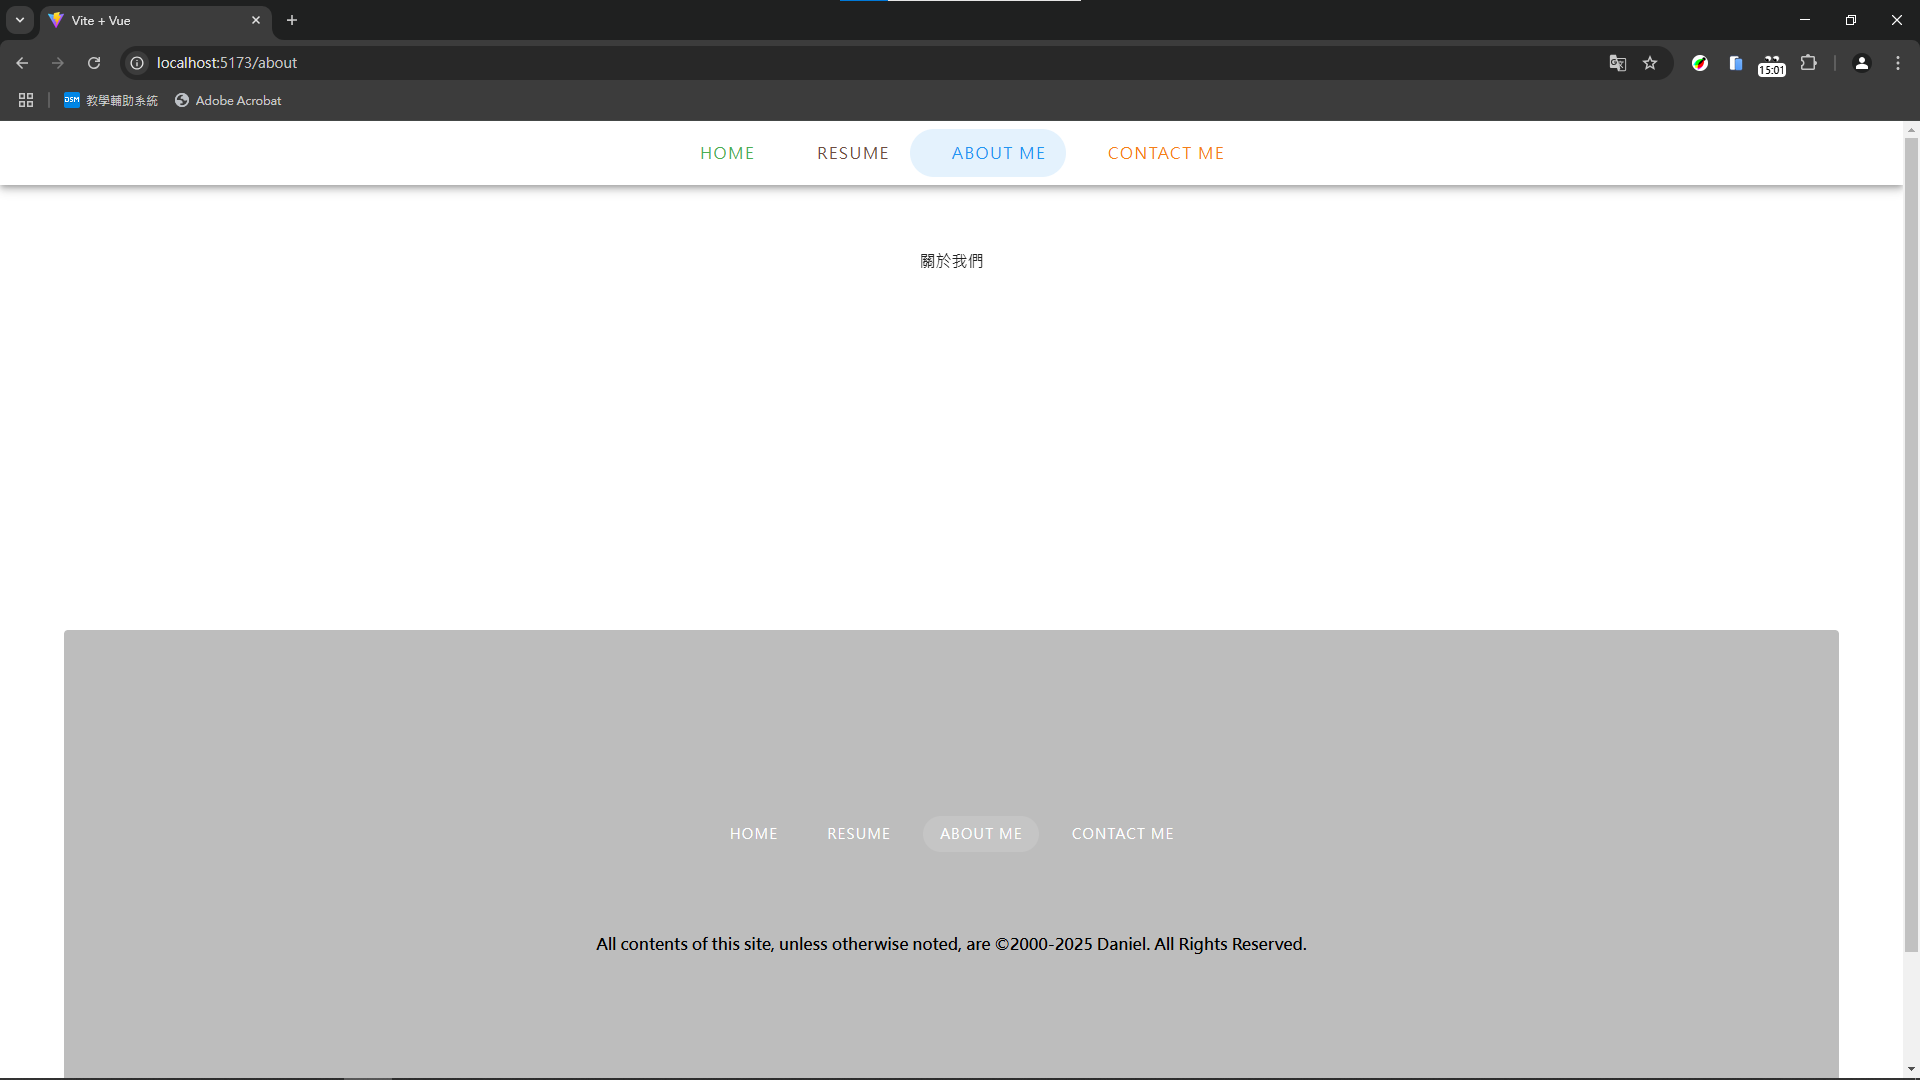 Vite + Vue
localhost:5173/about
15:01
DSM 教學輔助系統 Adobe Acrobat
HOME RESUME ABOUT ME CONTACT ME
關於我們
HOME RESUME ABOUT ME CONTACT ME
All contents of this site, unless otherwise noted, are ©2000-2025 Daniel. All Rights Reserved.